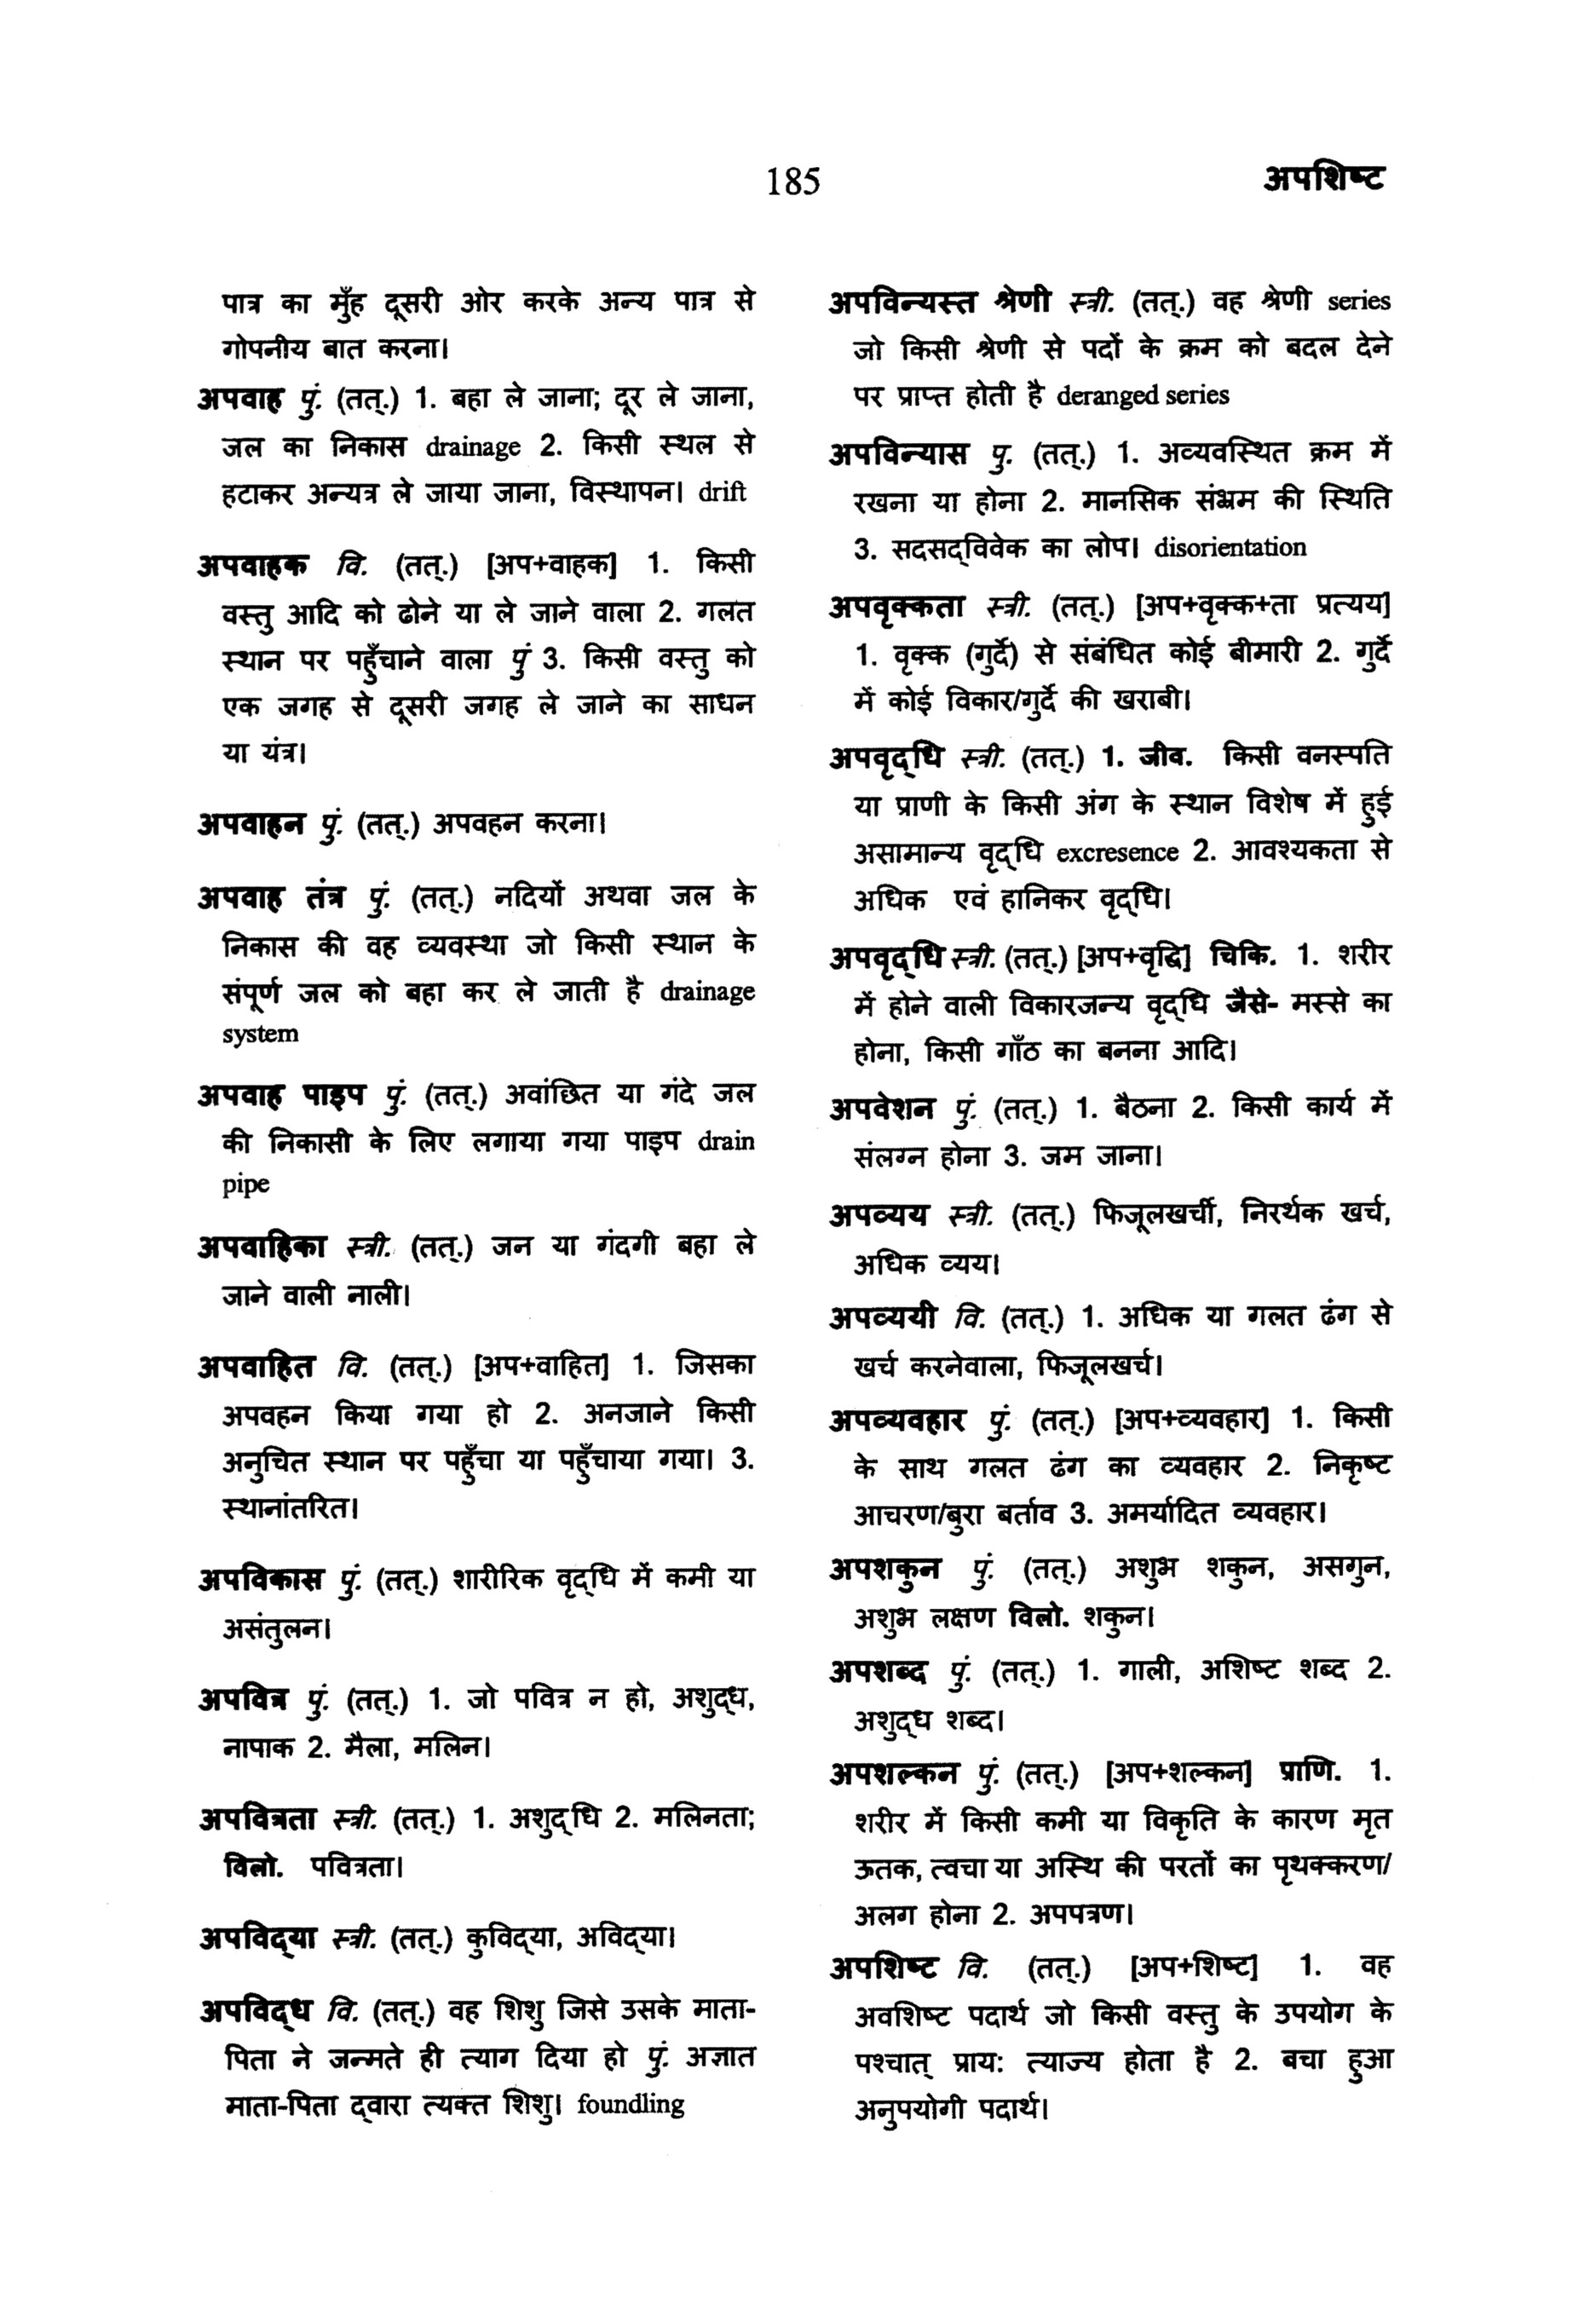 185
अपशिष्ट
पात्र का मुँह दूसरी ओर करके अन्य पात्र से
गोपनीय बात करना।
अपवाह पुं. (तत्.) 1. बहा ले जाना; दूर ले जाना,
जल का निकास drainage 2. किसी स्थल से
हटाकर अन्यत्र ले जाया जाना, विस्थापन। drift
अपवाहक वि. (तत्.) [अप+वाहक] 1. किसी
वस्तु आदि को ढोने या ले जाने वाला 2. गलत
स्थान पर पहुँचाने वाला पुं 3. किसी वस्तु को
एक जगह से दूसरी जगह ले जाने का साधन
या यंत्र।
अपवाहन पुं. (तत्.) अपवहन करना।
अपवाह तंत्र पुं. (तत्.) नदियों अथवा जल के
निकास की वह व्यवस्था जो किसी स्थान के
संपूर्ण जल को बहा कर ले जाती है drainage
system
अपवाह पाइप पुं. (तत्.) अवांछित या गंदे जल
की निकासी के लिए लगाया गया पाइप drain
pipe
अपवाहिका स्त्री. (तत्.) जन या गंदगी बहा ले
जाने वाली नाली।
अपवाहित वि. (तत्.) [अप+वाहित] 1. जिसका
अपवहन किया गया हो 2. अनजाने किसी
अनुचित स्थान पर पहुँचा या पहुँचाया गया। 3.
स्थानांतरित।
अपविकास पुं. (तत्.) शारीरिक वृद्‌धि में कमी या
असंतुलन।
अपवित्र पुं. (तत्.) 1. जो पवित्र न हो, अशुद्‌ध,
नापाक 2. मैला, मलिन।
अपवित्रता स्त्री. (तत्.) 1. अशुद्‌धि 2. मलिनता;
विलो. पवित्रता।
अपविद्‌या स्त्री. (तत्.) कुविद्‌या, अविद्‌या।
अपविद्‌ध वि. (तत्.) वह शिशु जिसे उसके माता-
पिता ने जन्मते ही त्याग दिया हो पुं. अज्ञात
माता-पिता द्‌वारा त्यक्त शिशु। foundling
अपविन्यस्त श्रेणी स्त्री. (तत्.) वह श्रेणी series
जो किसी श्रेणी से पदों के क्रम को बदल देने
पर प्राप्त होती है deranged series
अपविन्यास पु. (तत्.) 1. अव्यवस्थित क्रम में
रखना या होना 2. मानसिक संभ्रम की स्थिति
3. सदसद्‌विवेक का लोप। disorientation
अपवृक्कता स्त्री. (तत्.) [अप+वृक्क+ता प्रत्यय]
1. वृक्क (गुर्दे) से संबंधित कोई बीमारी 2. गुर्दे
में कोई विकार/गुर्दे की खराबी।
अपवृद्‌धि स्त्री. (तत्.) 1. जीव. किसी वनस्पति
या प्राणी के किसी अंग के स्थान विशेष में हुई
असामान्य वृद्‌धि excresence 2. आवश्यकता से
अधिक एवं हानिकर वृद्‌धि।
अपवृद्‌धि स्त्री. (तत्.) [अप+वृद्धि] चिकि. 1. शरीर
में होने वाली विकारजन्य वृद्‌धि जैसे- मस्से का
होना, किसी गाँठ का बनना आदि।
अपवेशन पुं. (तत्.) 1. बैठना 2. किसी कार्य में
संलग्न होना 3. जम जाना।
अपव्यय स्त्री. (तत्.) फिजूलखर्ची, निरर्थक खर्च,
अधिक व्यय।
अपव्ययी वि. (तत्.) 1. अधिक या गलत ढंग से
खर्च करनेवाला, फिजूलखर्च।
अपव्यवहार पुं. (तत्.) [अप+व्यवहार] 1. किसी
के साथ गलत ढंग का व्यवहार 2. निकृष्ट
आचरण/बुरा बर्ताव 3. अमर्यादित व्यवहार।
अपशकुन पुं. (तत्.) अशुभ शकुन, असगुन,
अशुभ लक्षण विलो. शकुन।
अपशब्द पुं. (तत्.) 1. गाली, अशिष्ट शब्द 2.
अशुद्‌ध शब्द।
अपशल्कन पुं. (तत्.) [अप+शल्कन] प्राणि. 1.
शरीर में किसी कमी या विकृति के कारण मृत
ऊतक, त्वचा या अस्थि की परतों का पृथक्करण/
अलग होना 2. अपपत्रण।
अपशिष्ट वि. (तत्.) [अप+शिष्ट] 1. वह
अवशिष्ट पदार्थ जो किसी वस्तु के उपयोग के
पश्चात् प्राय: त्याज्य होता है 2. बचा हुआ
अनुपयोगी पदार्थ।